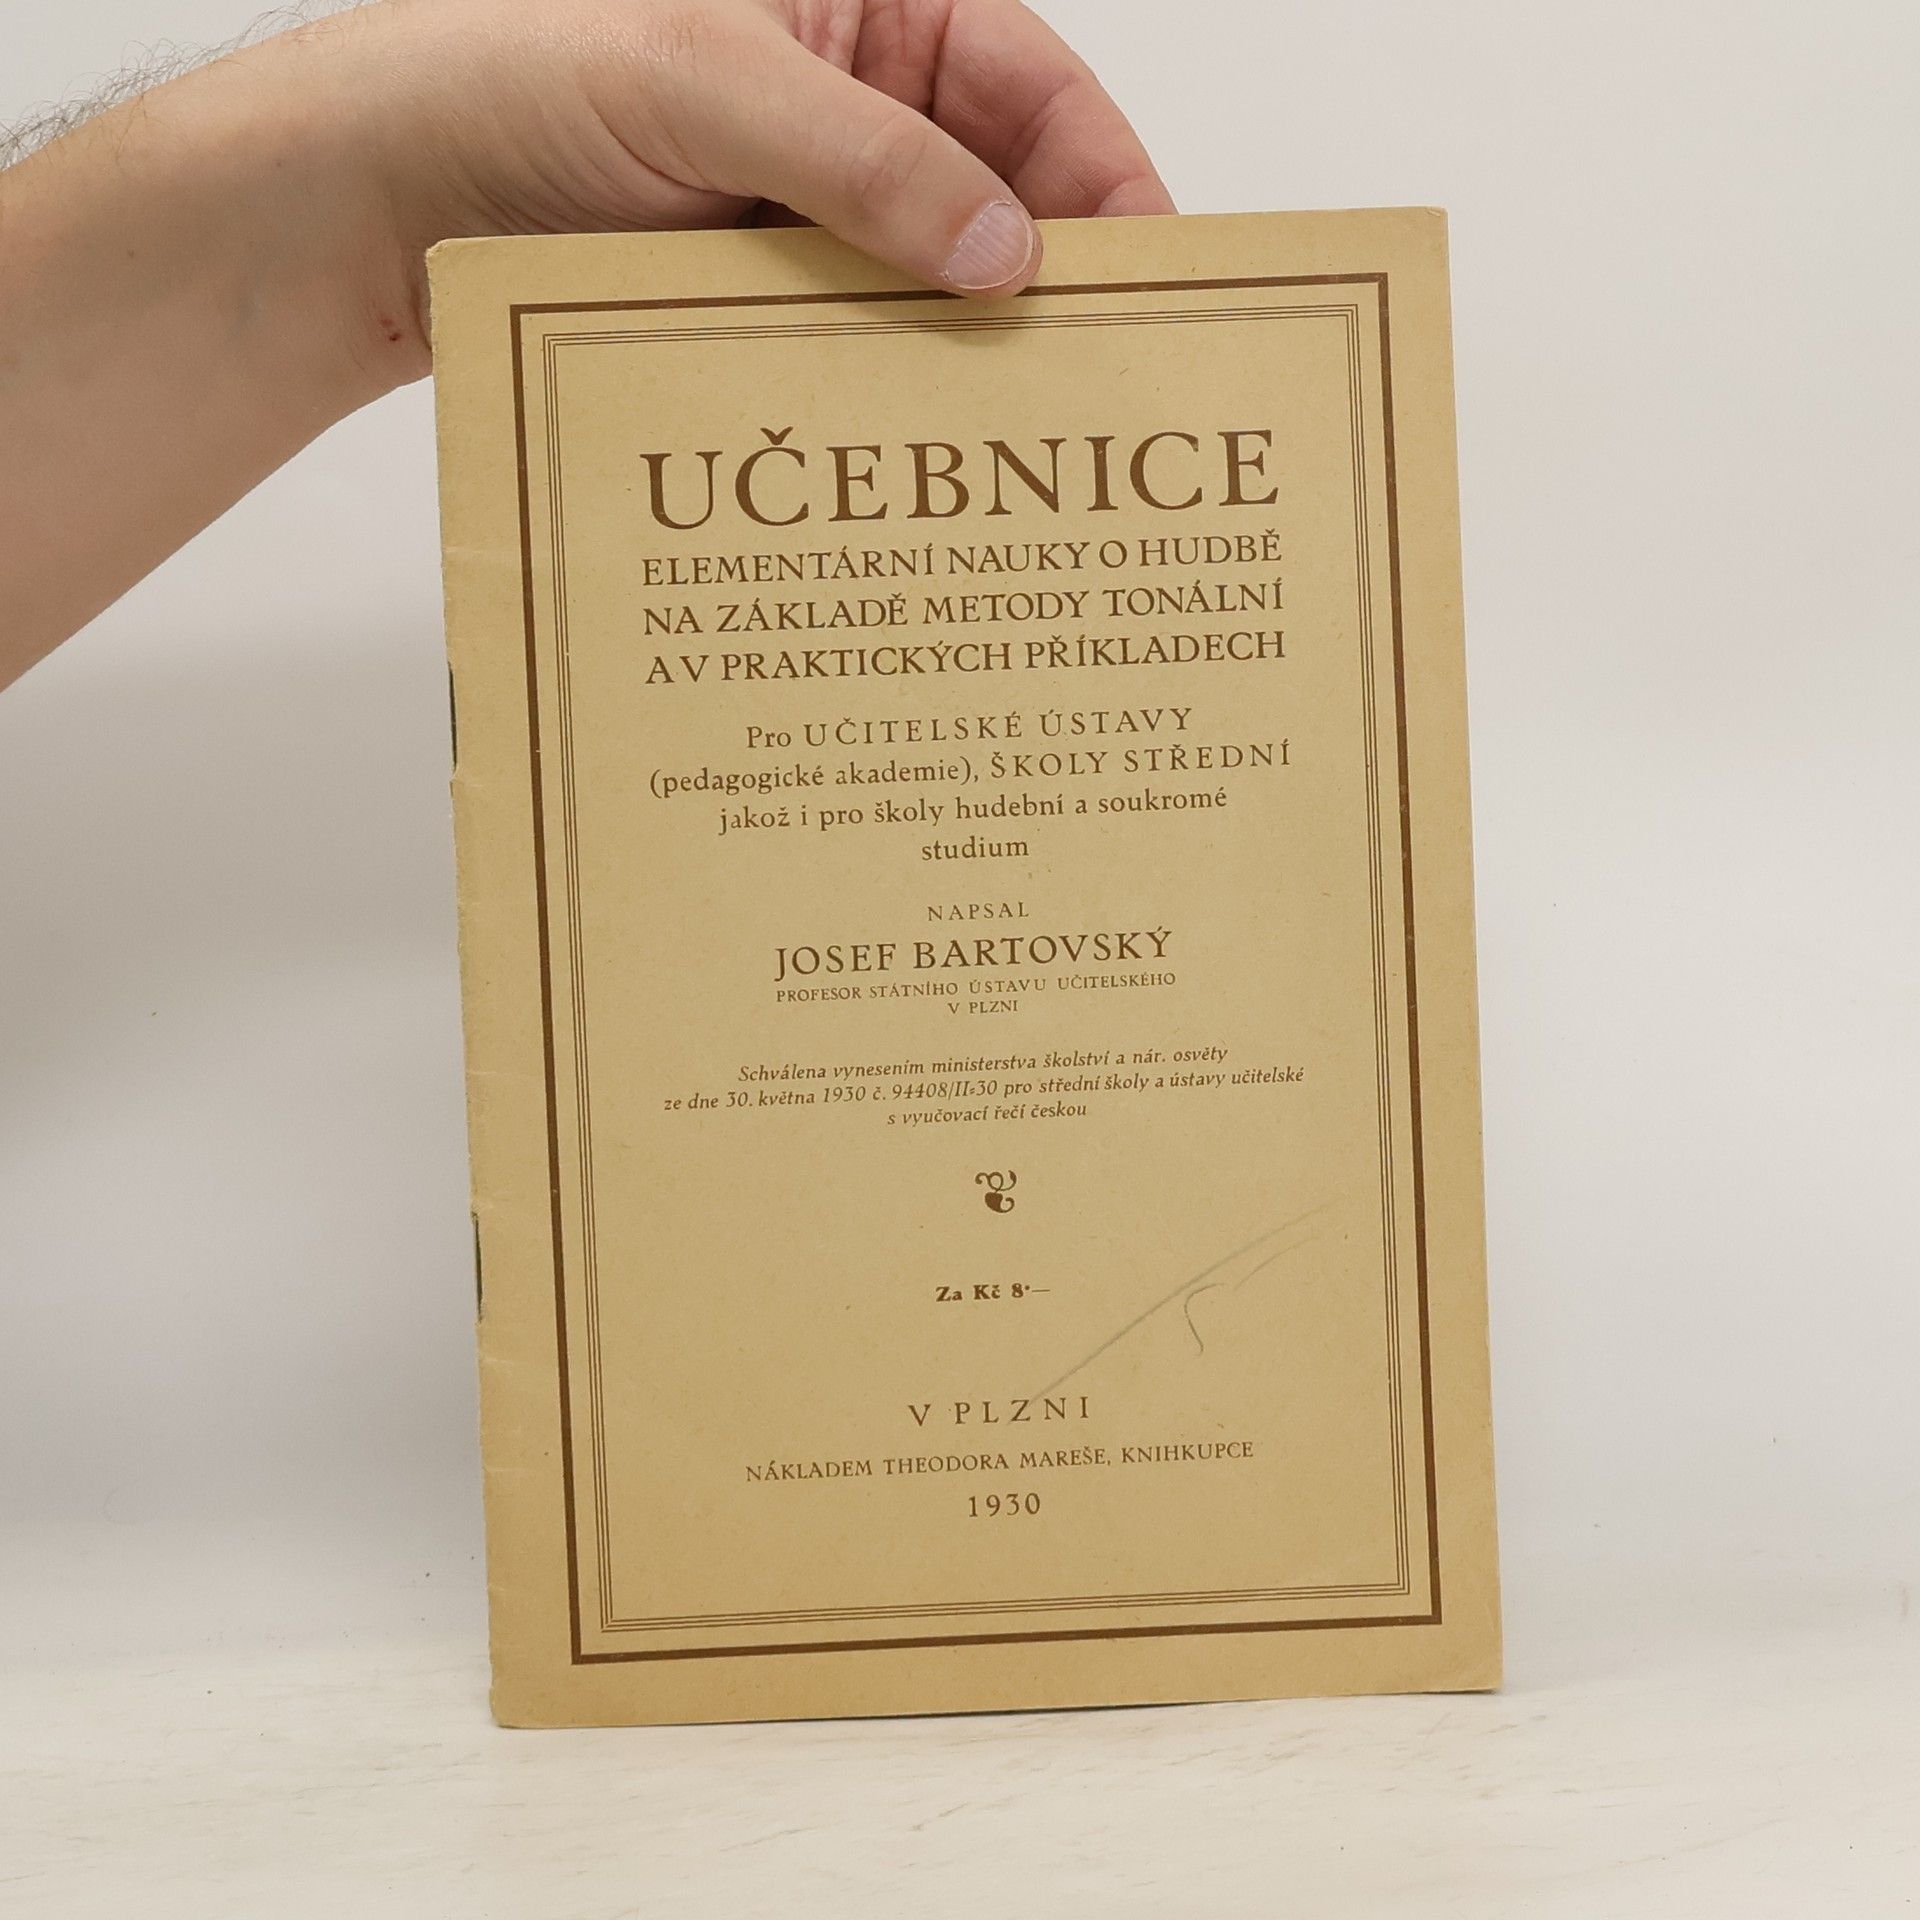 UČEBNICE
ELEMENTÁRNÍ NAUKY O HUDBĚ
NA ZÁKLADĚ METODY TONÁLNÍ
A V PRAKTICKÝCH PŘÍKLADECH
Pro UČITELSKÉ ÚSTAVY
(pedagogické akademie), ŠKOLY STŘEDNÍ
jakož i pro školy hudební a soukromé
studium
NAPSAL
JOSEF BARTOVSKÝ
PROFESOR STÁTNÍHO ÚSTAVU UČITELSKÉHO
V PLZNI
Schválena vynesením ministerstva školství a nár. osvěty
ze dne 30. května 1930 č. 94408/II-30 pro střední školy a ústavy učitelské
s vyučovací řečí českou
Za Kč 8·—
V PLZNI
NÁKLADEM THEODORA MAREŠE, KNIHKUPCE
1930